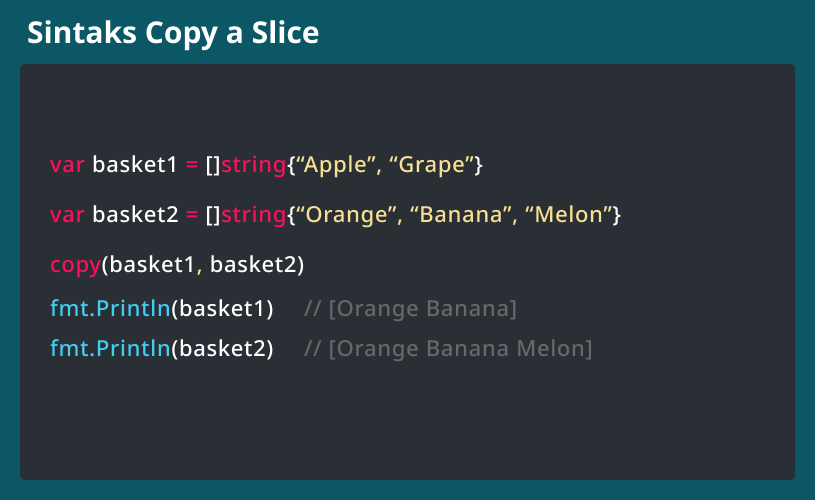 Sintaks Copy a Slice
var basket1 = []string{“Apple”, “Grape”}
var basket2 = []string{“Orange”, “Banana”, “Melon”}
copy(basket1, basket2)
fmt.Println(basket1) // [Orange Banana]
fmt.Println(basket2) // [Orange Banana Melon]